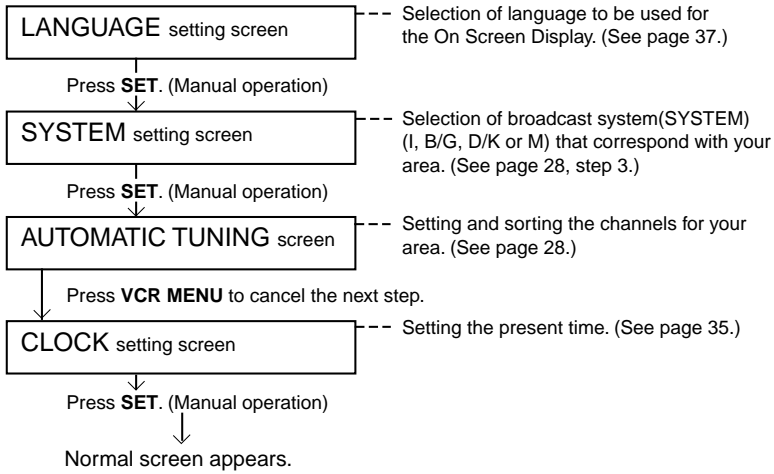 LANGUAGE setting screen
Selection of language to be used for
the On Screen Display. (See page 37.)
Press SET. (Manual operation)
SYSTEM setting screen
Selection of broadcast system(SYSTEM)
(I, B/G, D/K or M) that correspond with your
area. (See page 28, step 3.)
Press SET. (Manual operation)
AUTOMATIC TUNING screen
Setting and sorting the channels for your
area. (See page 28.)
Press VCR MENU to cancel the next step.
CLOCK setting screen
Setting the present time. (See page 35.)
Press SET. (Manual operation)
Normal screen appears.